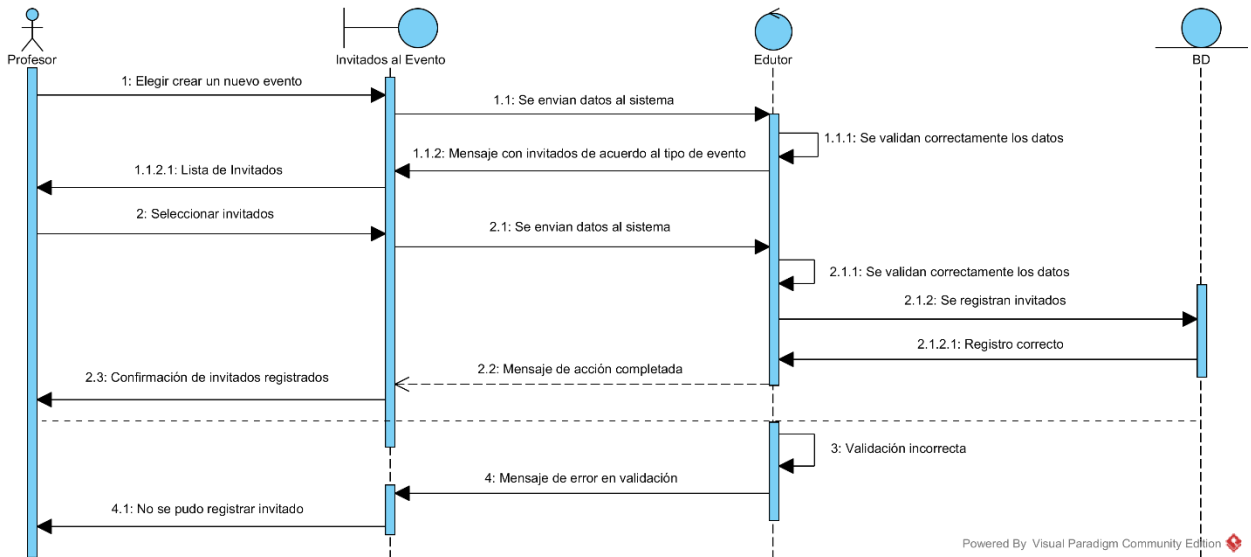 Profesor
Invitados al Evento
Edutor
BD
1: Elegir crear un nuevo evento
1.1: Se envian datos al sistema
1.1.1: Se validan correctamente los datos
1.1.2: Mensaje con invitados de acuerdo al tipo de evento
1.1.2.1: Lista de Invitados
2: Seleccionar invitados
2.1: Se envian datos al sistema
2.1.1: Se validan correctamente los datos
2.1.2: Se registran invitados
2.1.2.1: Registro correcto
2.2: Mensaje de acción completada
2.3: Confirmación de invitados registrados
3: Validación incorrecta
4: Mensaje de error en validación
4.1: No se pudo registrar invitado
Powered By Visual Paradigm Community Edition